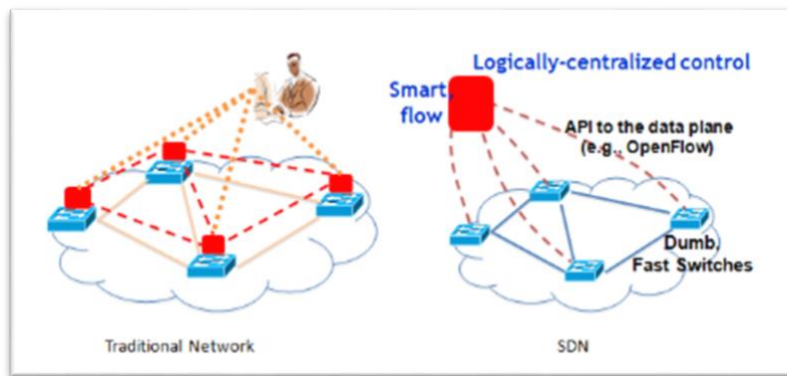 Logically-centralized control
Smart,
flow
API to the data plane
(e.g., OpenFlow)
Dumb,
Fast Switches
Traditional Network
SDN